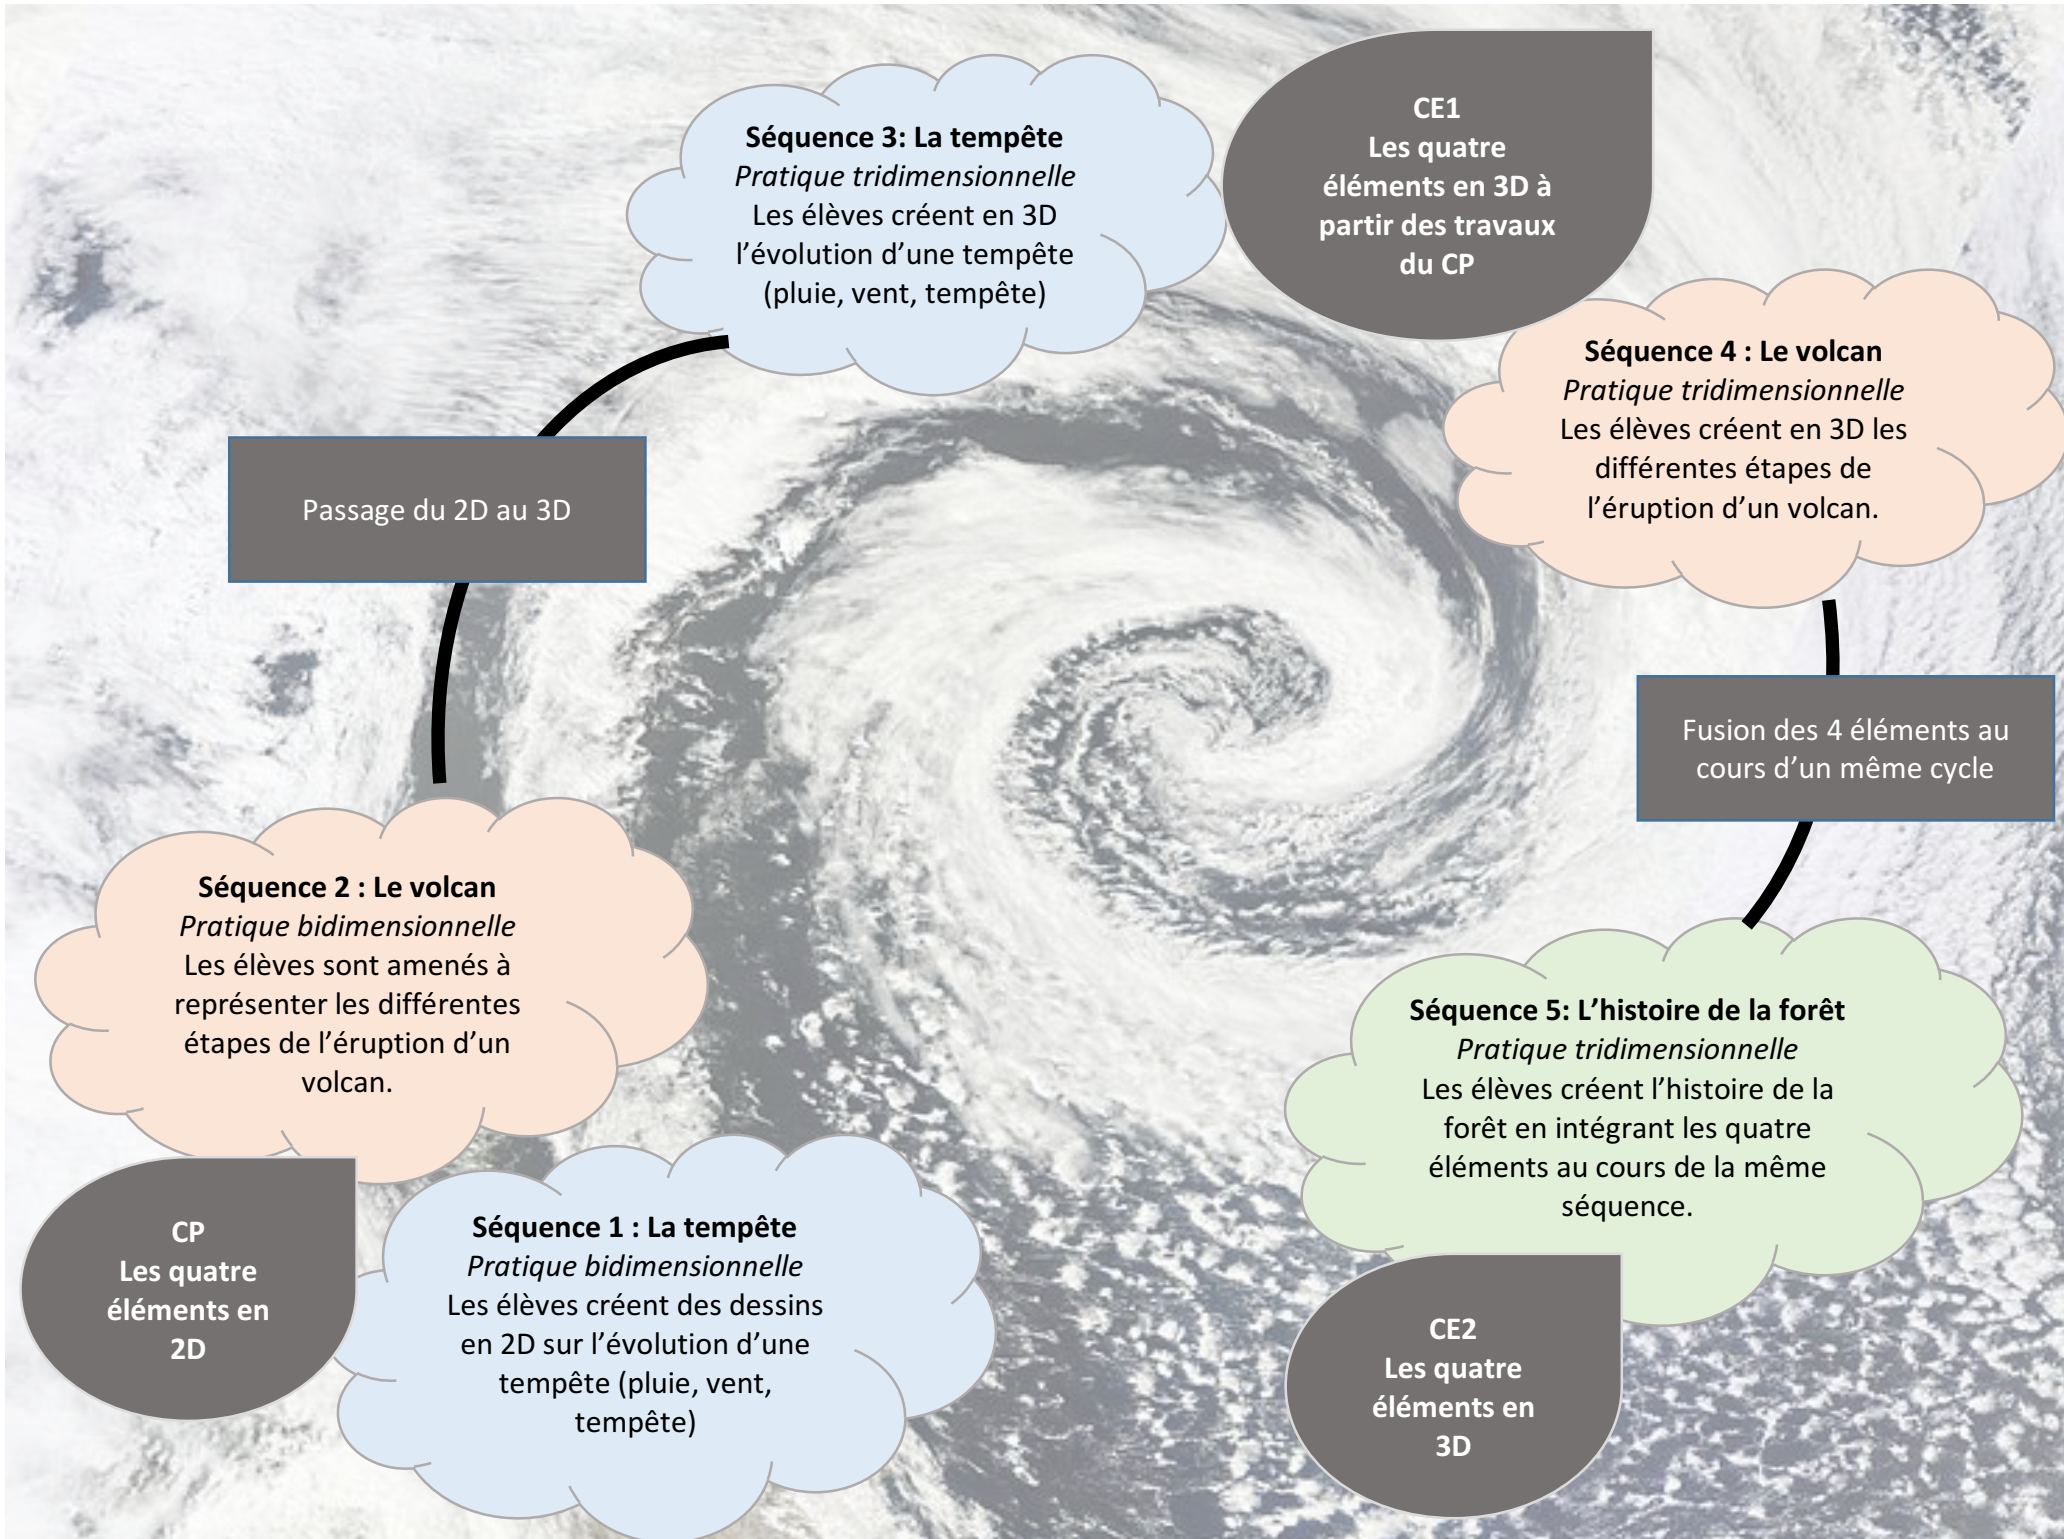 Séquence 3: La tempête
Pratique tridimensionnelle
Les élèves créent en 3D
l’évolution d’une tempête
(pluie, vent, tempête)
CE1
Les quatre
éléments en 3D à
partir des travaux
du CP
Séquence 4 : Le volcan
Pratique tridimensionnelle
Les élèves créent en 3D les
différentes étapes de
l’éruption d’un volcan.
Passage du 2D au 3D
Fusion des 4 éléments au
cours d’un même cycle
Séquence 2 : Le volcan
Pratique bidimensionnelle
Les élèves sont amenés à
représenter les différentes
étapes de l’éruption d’un
volcan.
Séquence 5: L’histoire de la forêt
Pratique tridimensionnelle
Les élèves créent l’histoire de la
forêt en intégrant les quatre
éléments au cours de la même
séquence.
CP
Les quatre
éléments en
2D
Séquence 1 : La tempête
Pratique bidimensionnelle
Les élèves créent des dessins
en 2D sur l’évolution d’une
tempête (pluie, vent,
tempête)
CE2
Les quatre
éléments en
3D